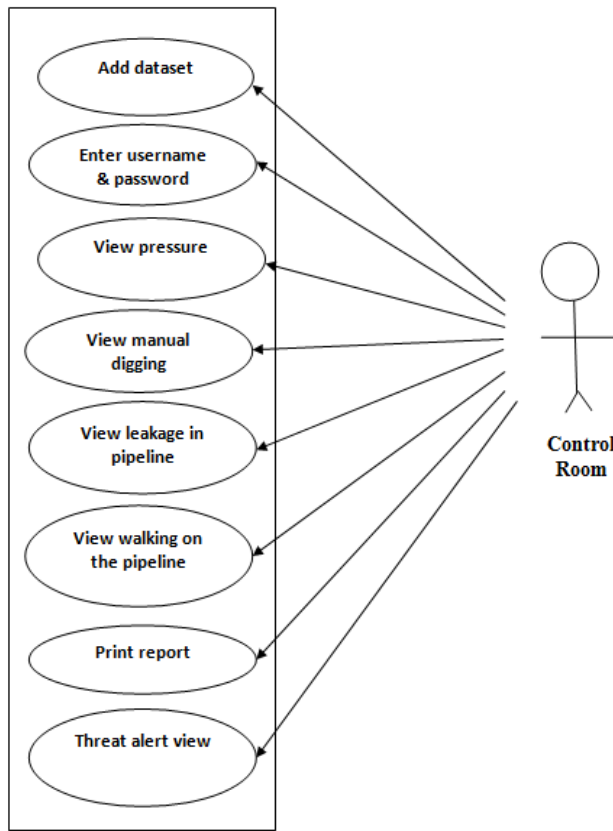 Add dataset
Enter username
& password
View pressure
View manual
digging
View leakage in
pipeline
View walking on
the pipeline
Print report
Threat alert view
Control
Room